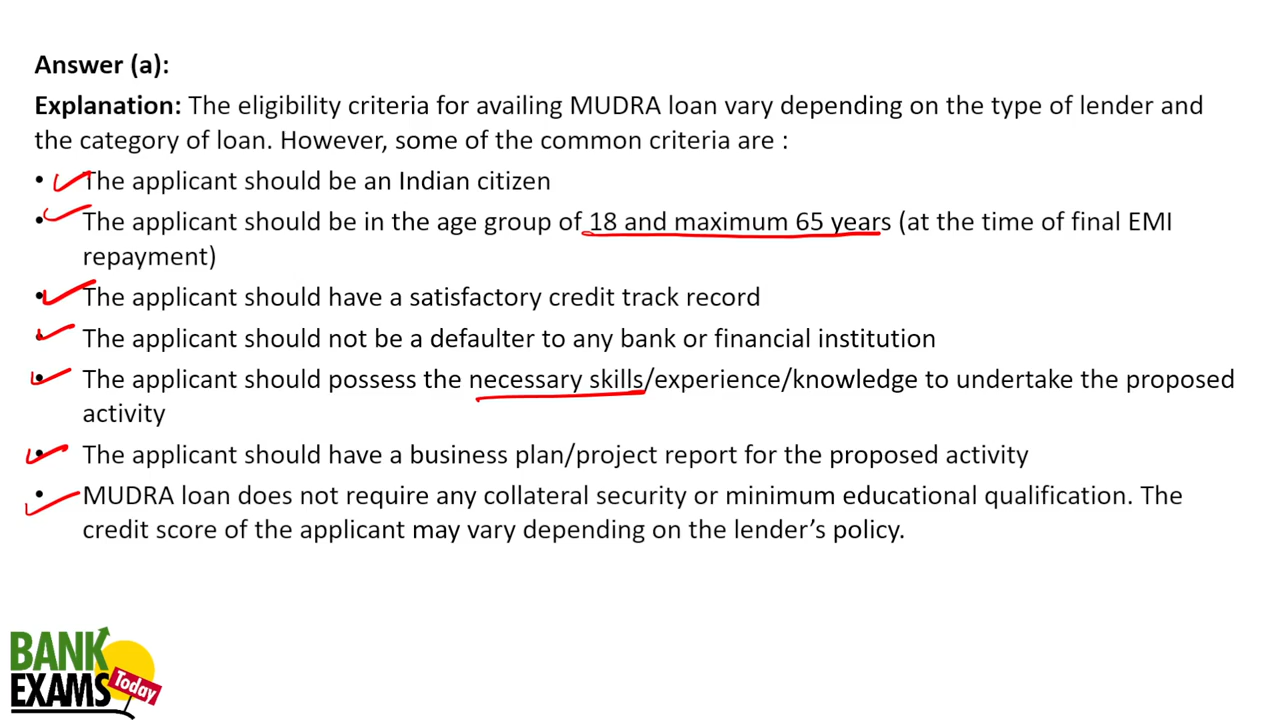 Answer (a):
Explanation: The eligibility criteria for availing MUDRA loan vary depending on the type of lender and
the category of loan. However, some of the common criteria are :
• The applicant should be an Indian citizen
• The applicant should be in the age group of 18 and maximum 65 years (at the time of final EMI
repayment)
• The applicant should have a satisfactory credit track record
• The applicant should not be a defaulter to any bank or financial institution
• The applicant should possess the necessary skills/experience/knowledge to undertake the proposed
activity
• The applicant should have a business plan/project report for the proposed activity
• MUDRA loan does not require any collateral security or minimum educational qualification. The
credit score of the applicant may vary depending on the lender’s policy.
BANK
EXAMS
Today